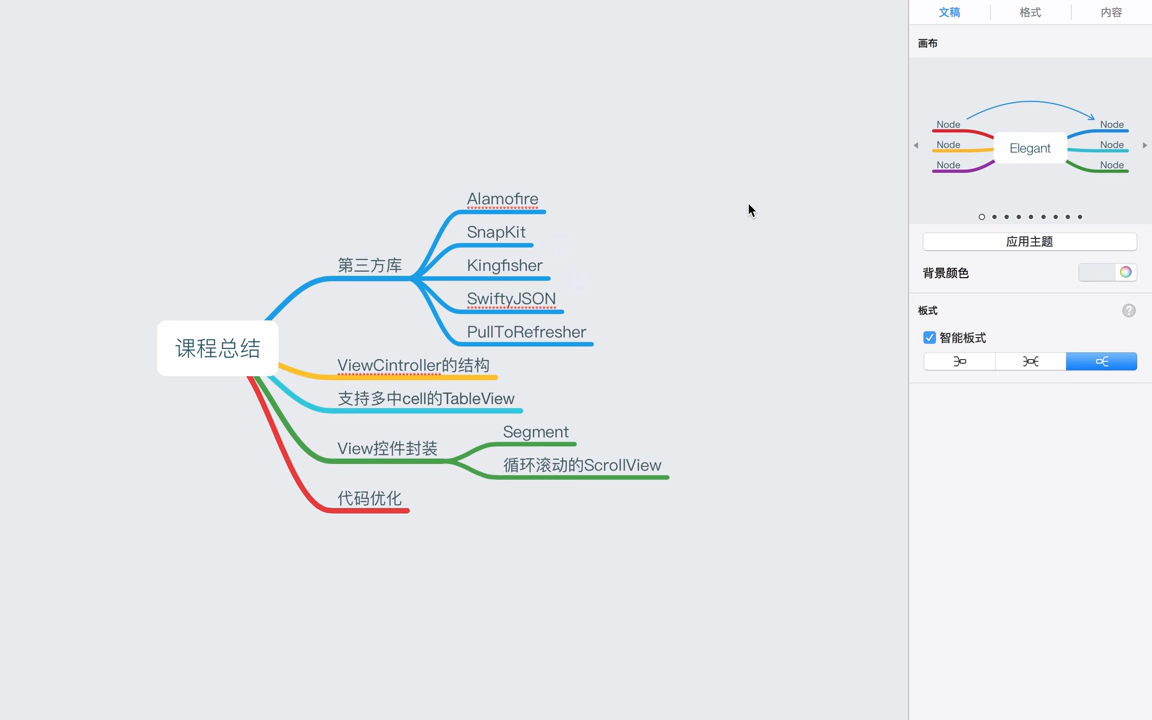 文稿
格式
内容
画布
Node
Node
Node
Elegant
Node
Node
Node
应用主题
背景颜色
板式
?
智能板式
课程总结
第三方库
Alamofire
SnapKit
Kingfisher
SwiftyJSON
PullToRefresher
ViewCintroller的结构
支持多中cell的TableView
View控件封装
Segment
循环滚动的ScrollView
代码优化